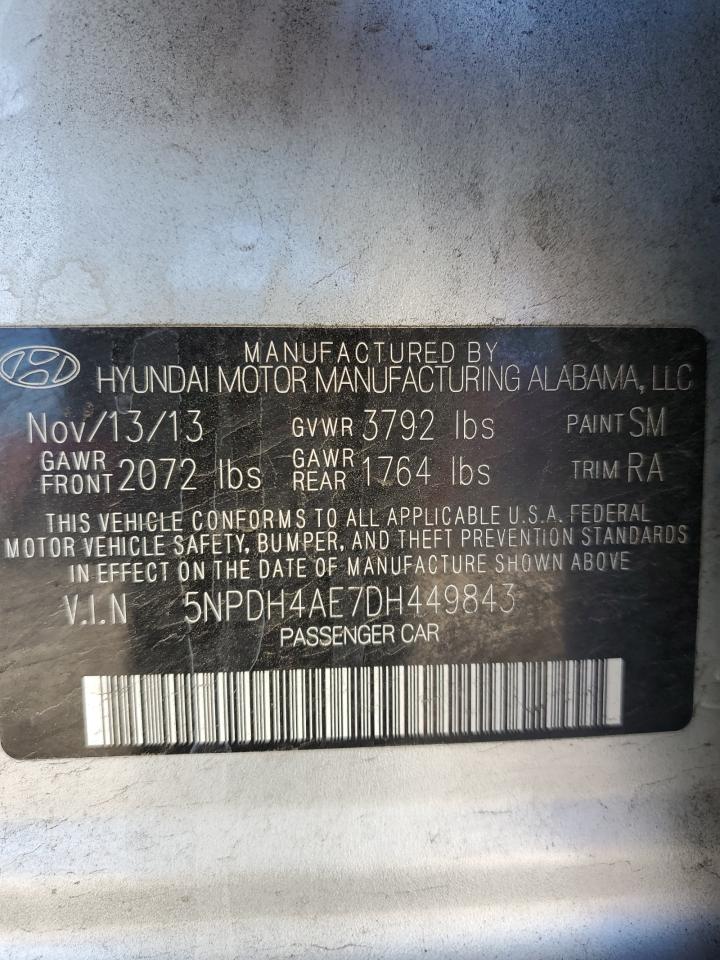 MANUFACTURED BY
HYUNDAI MOTOR MANUFACTURING ALABAMA, LLC
Nov/13/13 GVWR 3792 lbs PAINT SM
GAWR FRONT 2072 lbs GAWR REAR 1764 lbs TRIM RA
THIS VEHICLE CONFORMS TO ALL APPLICABLE U.S.A. FEDERAL
MOTOR VEHICLE SAFETY, BUMPER, AND THEFT PREVENTION STANDARDS
IN EFFECT ON THE DATE OF MANUFACTURE SHOWN ABOVE
V.I.N 5NPDH4AE7DH449843
PASSENGER CAR